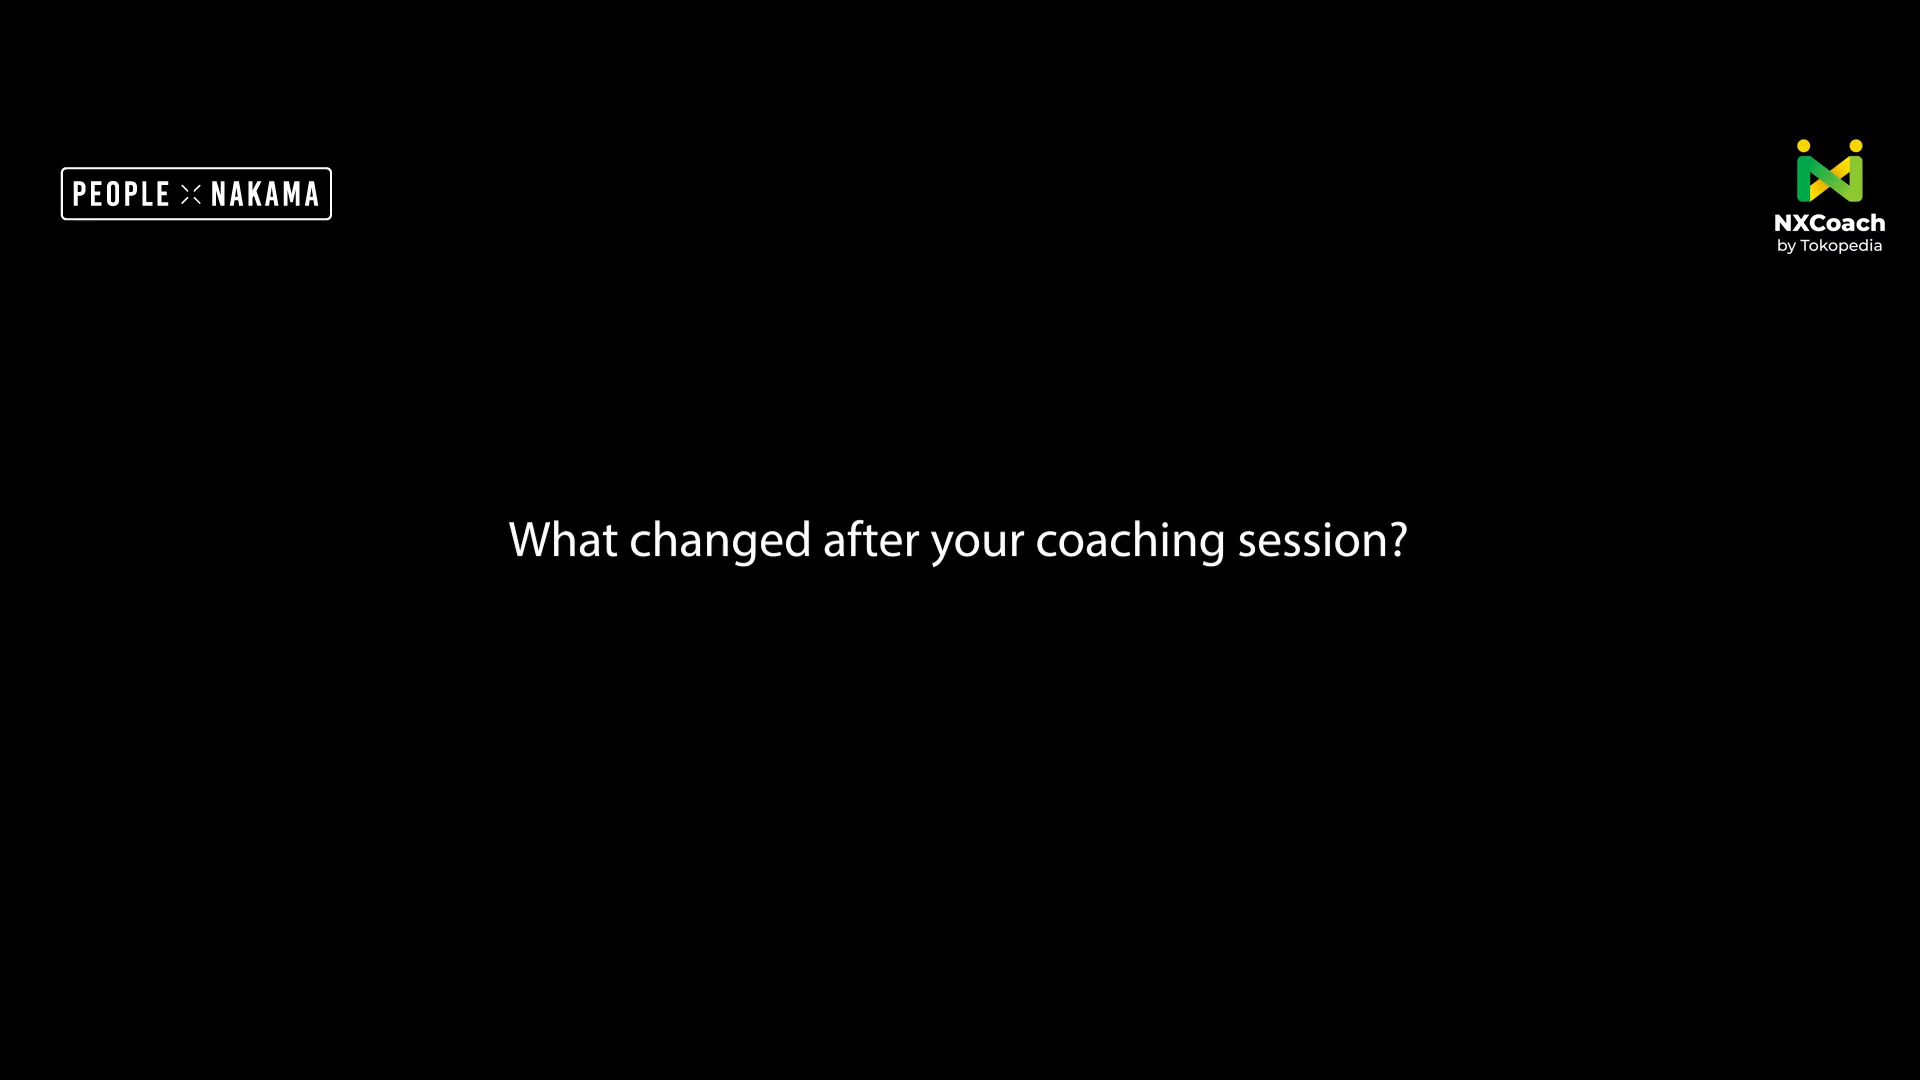 PEOPLE NAKAMA
NXCoach
by Tokopedia
What changed after your coaching session?